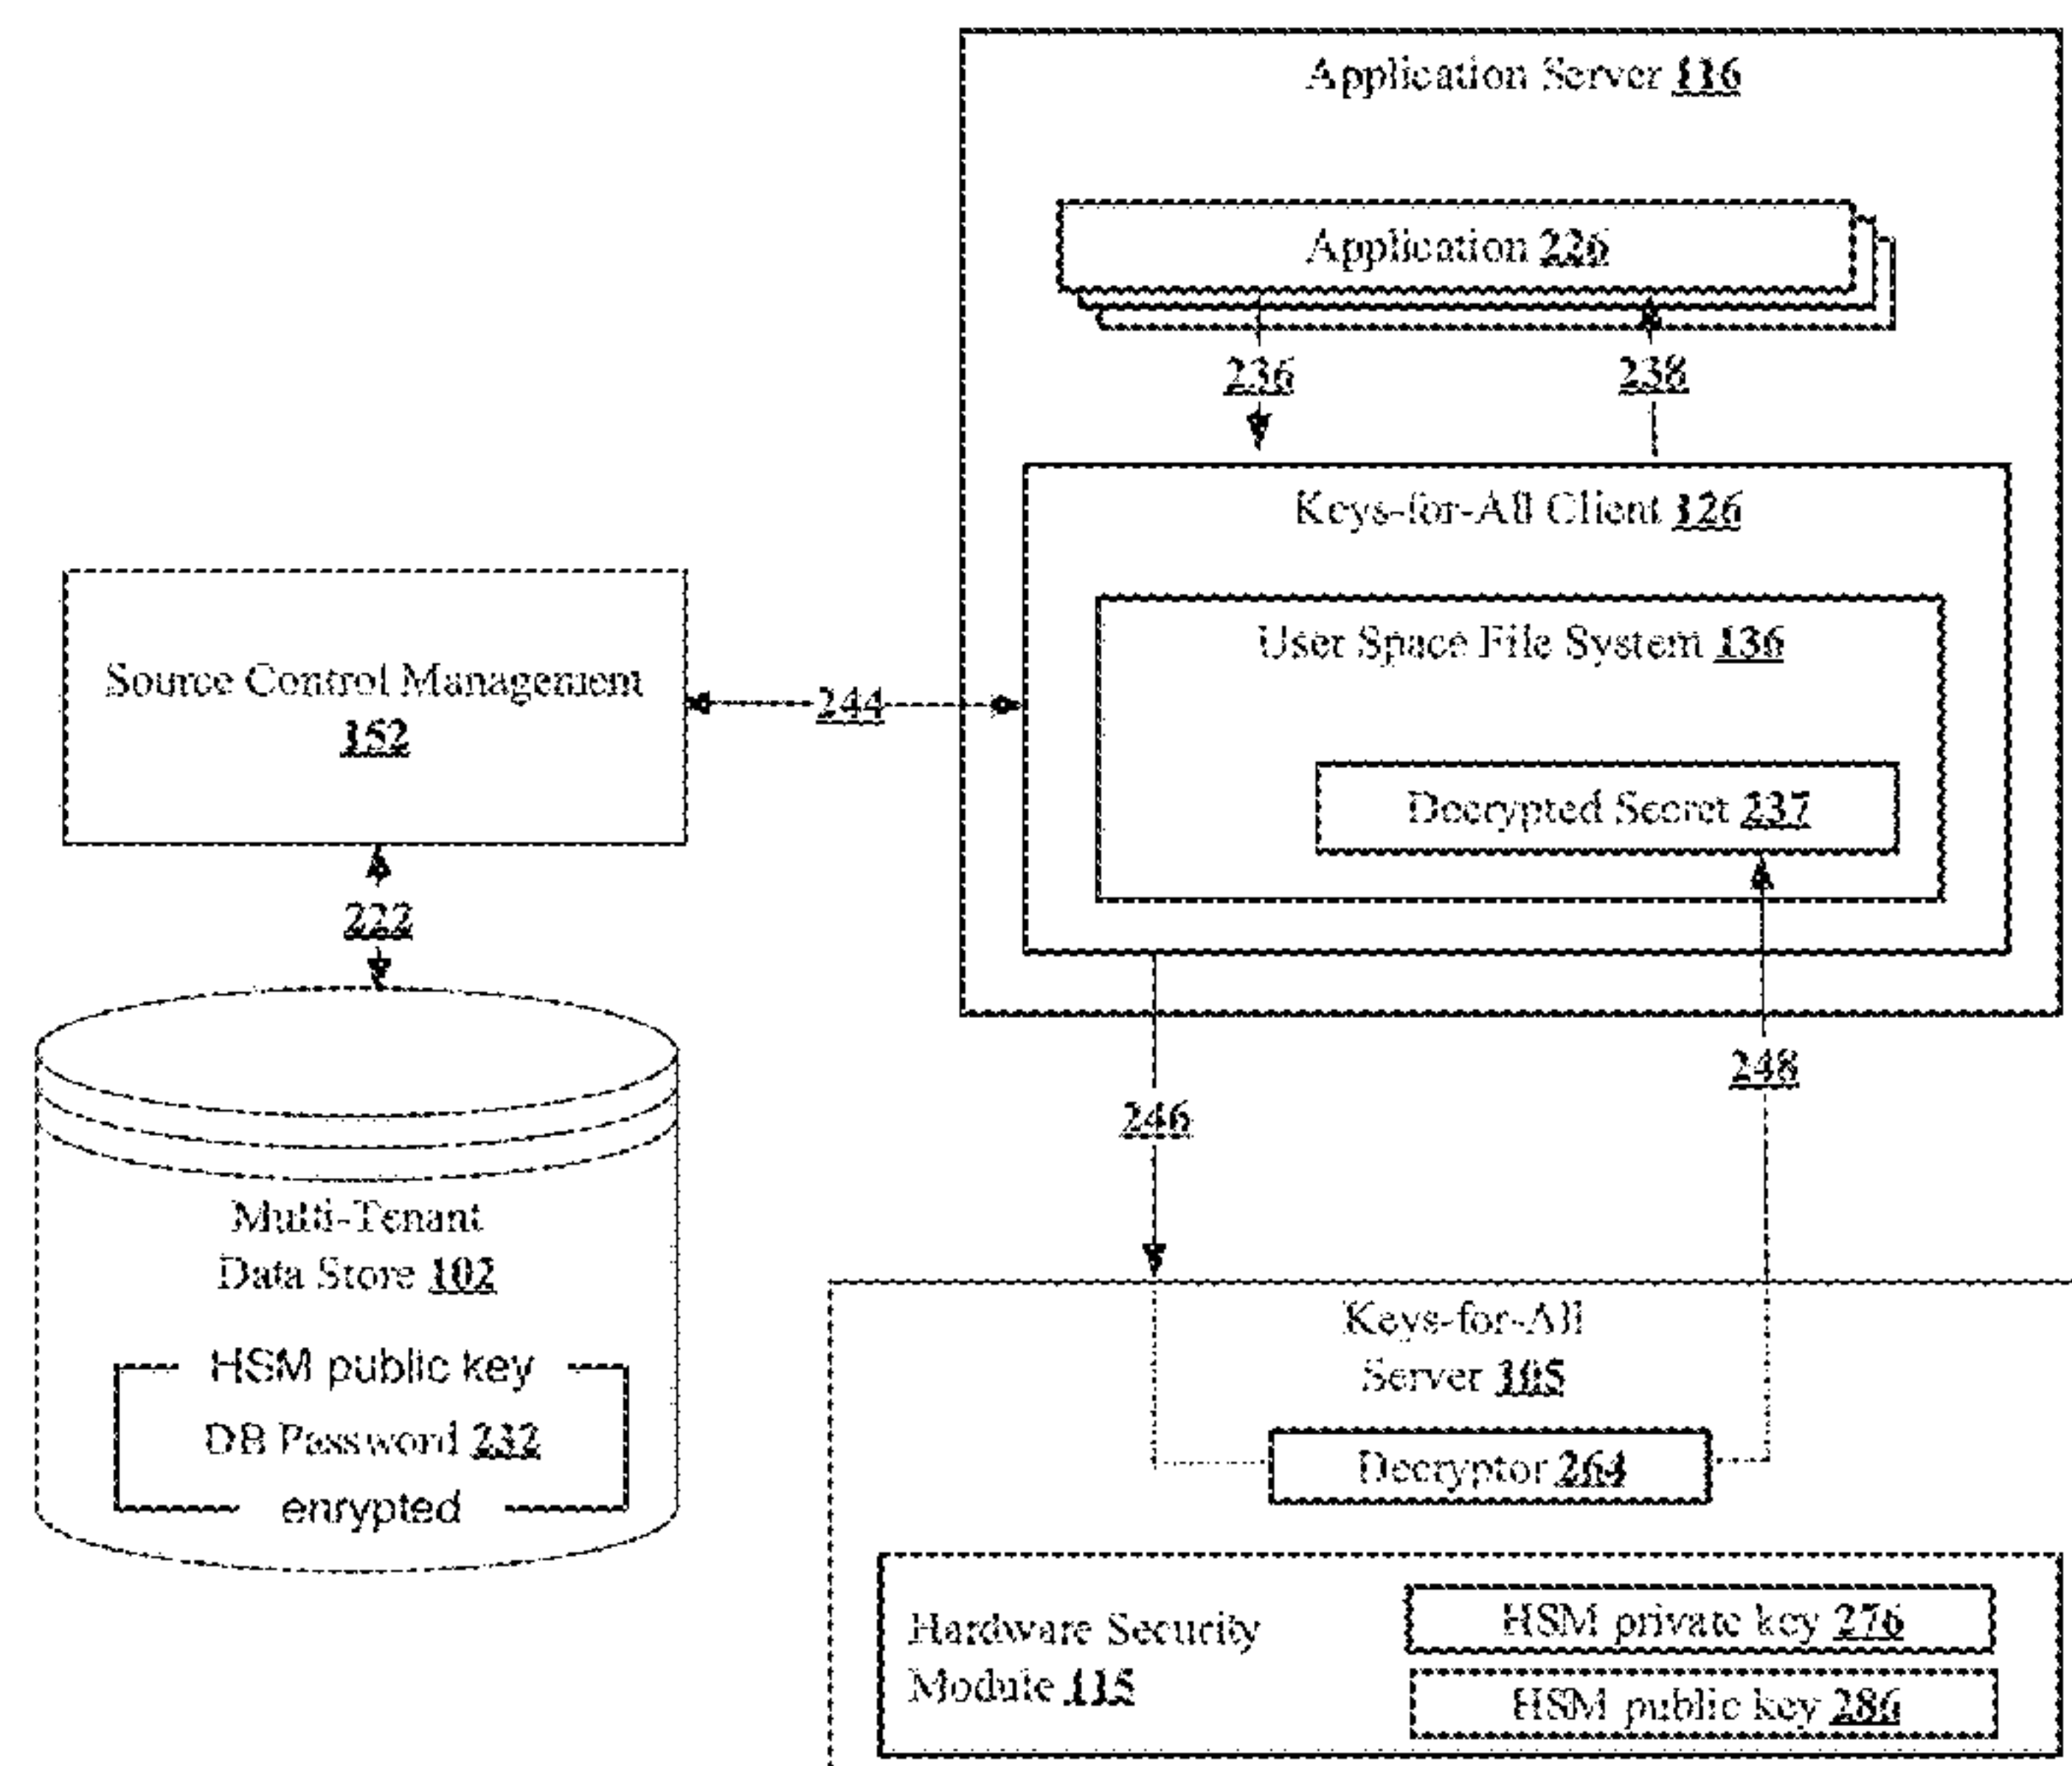 Application Server 116
Application 226
236
238
Keys-for-All Client 126
User Space File System 136
Source Control Management
152
244
Decrypted Secret 237
222
248
246
Multi-Tenant
Data Store 102
HSM public key
DB Password 232
enrypted
Keys-for-All
Server 105
Decryptor 264
Hardware Security
Module 115
HSM private key 276
HSM public key 286